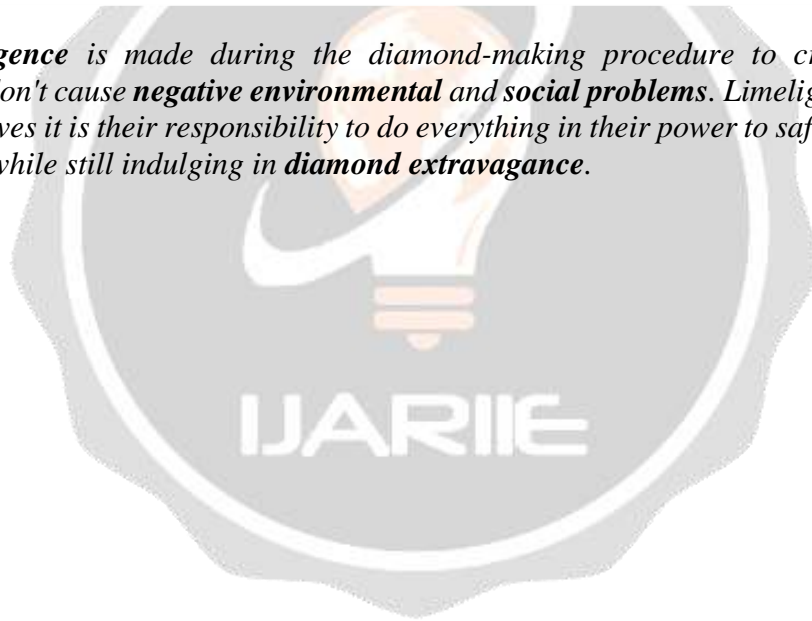 gence is made during the diamond-making procedure to c
on't cause negative environmental and social problems. Limelig
ves it is their responsibility to do everything in their power to saf
while still indulging in diamond extravagance.
IJARIIE